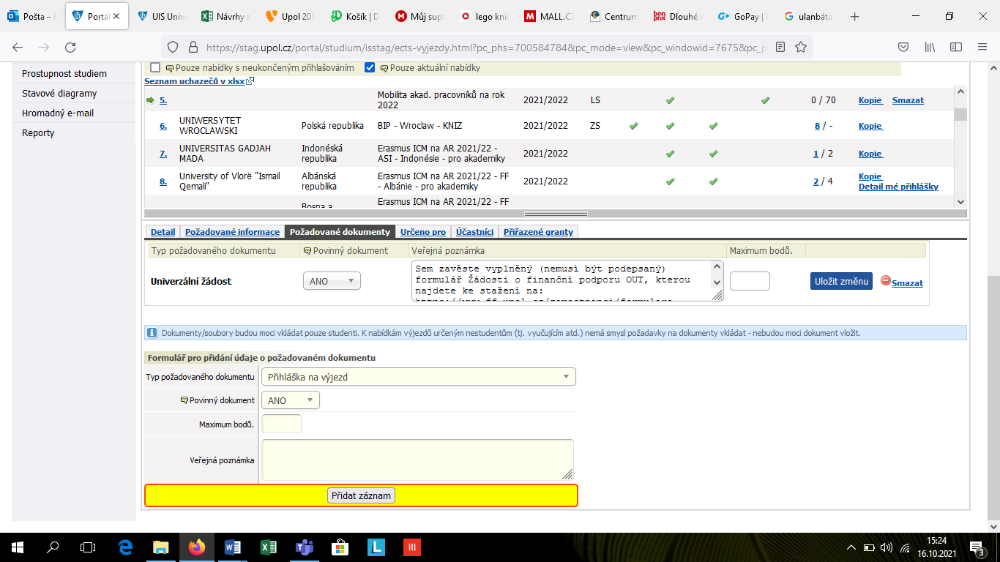 Pošta –
Portál
UIS Univ
Návrhy z
Upol 201
Košík | D
Můj sup
lego knih
MALL.CZ
Centrum
Dlouhé
GoPay |
ulanbáta
https://stag.upol.cz/portal/studium/isstag/ects-vyjezdy.html?pc_phs=700584784&pc_mode=view&pc_windowid=7675&pc_p
Prostupnost studiem
Stavové diagramy
Hromadný e-mail
Reporty
Pouze nabídky s neukončeným přihlašováním
Pouze aktuální nabídky
Seznam uchazečů v xlsx
5. Mobilita akad. pracovníků na rok 2021/2022 LS 0 / 70 Kopie Smazat
2022
6. UNIWERSYTET Polská republika BIP - Wroclaw - KNIZ 2021/2022 ZS 8 / - Kopie
WROCLAWSKI
7. UNIVERSITAS GADJAH Indonéská Erasmus ICM na AR 2021/22 - 2021/2022 1 / 2 Kopie
MADA republika ASI - Indonésie - pro akademiky
8. University of Vlorë "Ismail Albánská Erasmus ICM na AR 2021/22 - FF 2021/2022 2 / 4 Kopie
Qemali" republika - Albánie - pro akademiky Detail mé přihlášky
Bosna a Erasmus ICM na AR 2021/22 - FF
Detail Požadované informace Požadované dokumenty Určeno pro Účastníci Přiřazené granty
Typ požadovaného dokumentu Povinný dokument Veřejná poznámka Maximum bodů.
Univerzální žádost ANO
Sem zavěste vyplněný (nemusí být podepsaný)
formulář Žádosti o finanční podporu OUT, kterou
najdete ke stažení na:
https://www.ff.upol.cz/zamestnanci/formulare
Uložit změnu Smazat
Dokumenty/soubory budou moci vkládat pouze studenti. K nabídkám výjezdů určeným nestudentům (tj. vyučujícím atd.) nemá smysl požadavky na dokumenty vkládat - nebudou moci dokument vložit.
Formulář pro přidání údaje o požadovaném dokumentu
Typ požadovaného dokumentu Přihláška na výjezd
Povinný dokument ANO
Maximum bodů.
Veřejná poznámka
Přidat záznam
15:24
16.10.2021
3